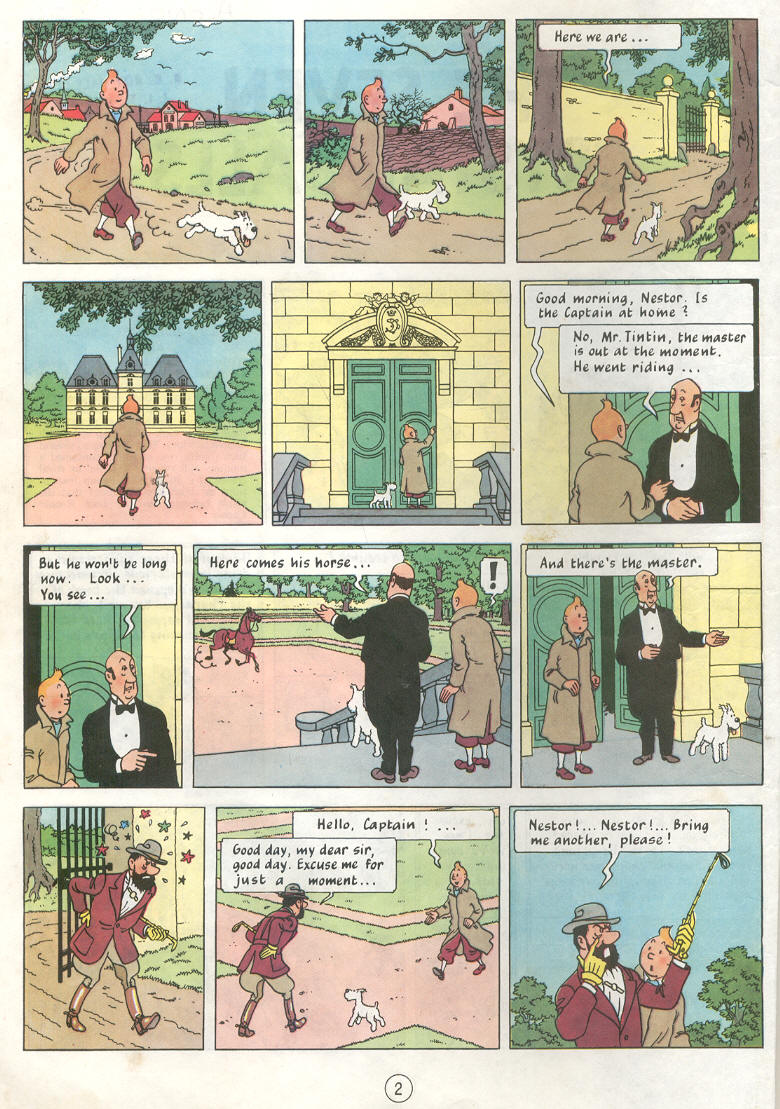 Here we are ...
Good morning, Nestor. Is
the Captain at home ?
No, Mr. Tintin, the master
is out at the moment.
He went riding ...
But he won't be long
now. Look ...
You see ...
Here comes his horse...
!
And there's the master.
Hello, Captain ! ...
Good day, my dear sir,
good day. Excuse me for
just a moment...
Nestor !... Nestor !... Bring
me another, please !
2